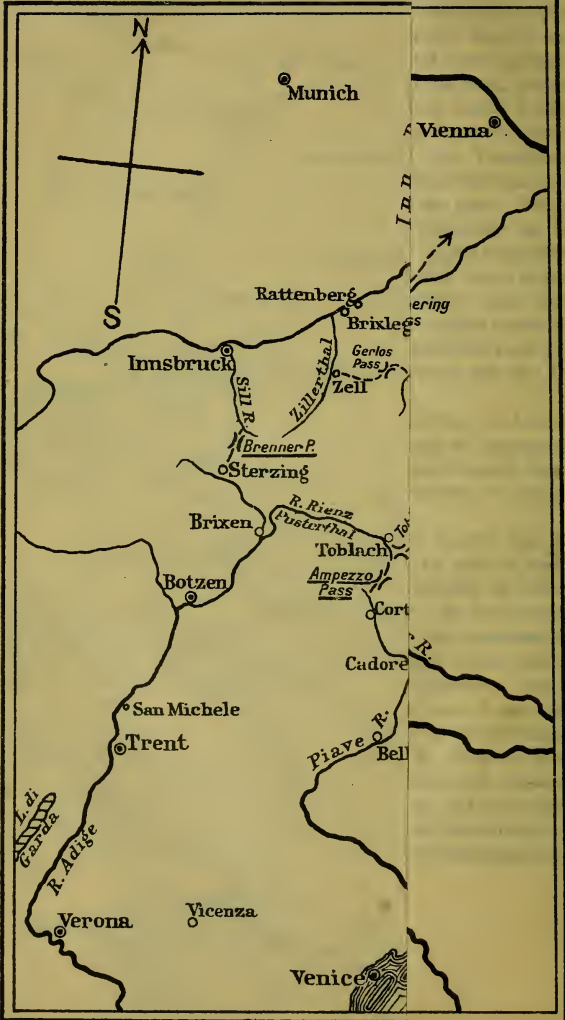 N
Munich
Vienna
Inn
S
Rattenberg
Brixlegs
ering
Innsbruck
Gerlos
Pass
Zell
Zillerthal
Sill R.
Brenner P.
Sterzing
R. Rienz
Pusterthal
Brixen
Toblach
Tob
Ampezzo
Pass
Botzen
Cort
R.
Cadore
San Michele
Trent
Piave R.
Bell
L. di
Garda
R. Adige
Verona
Vicenza
Venice